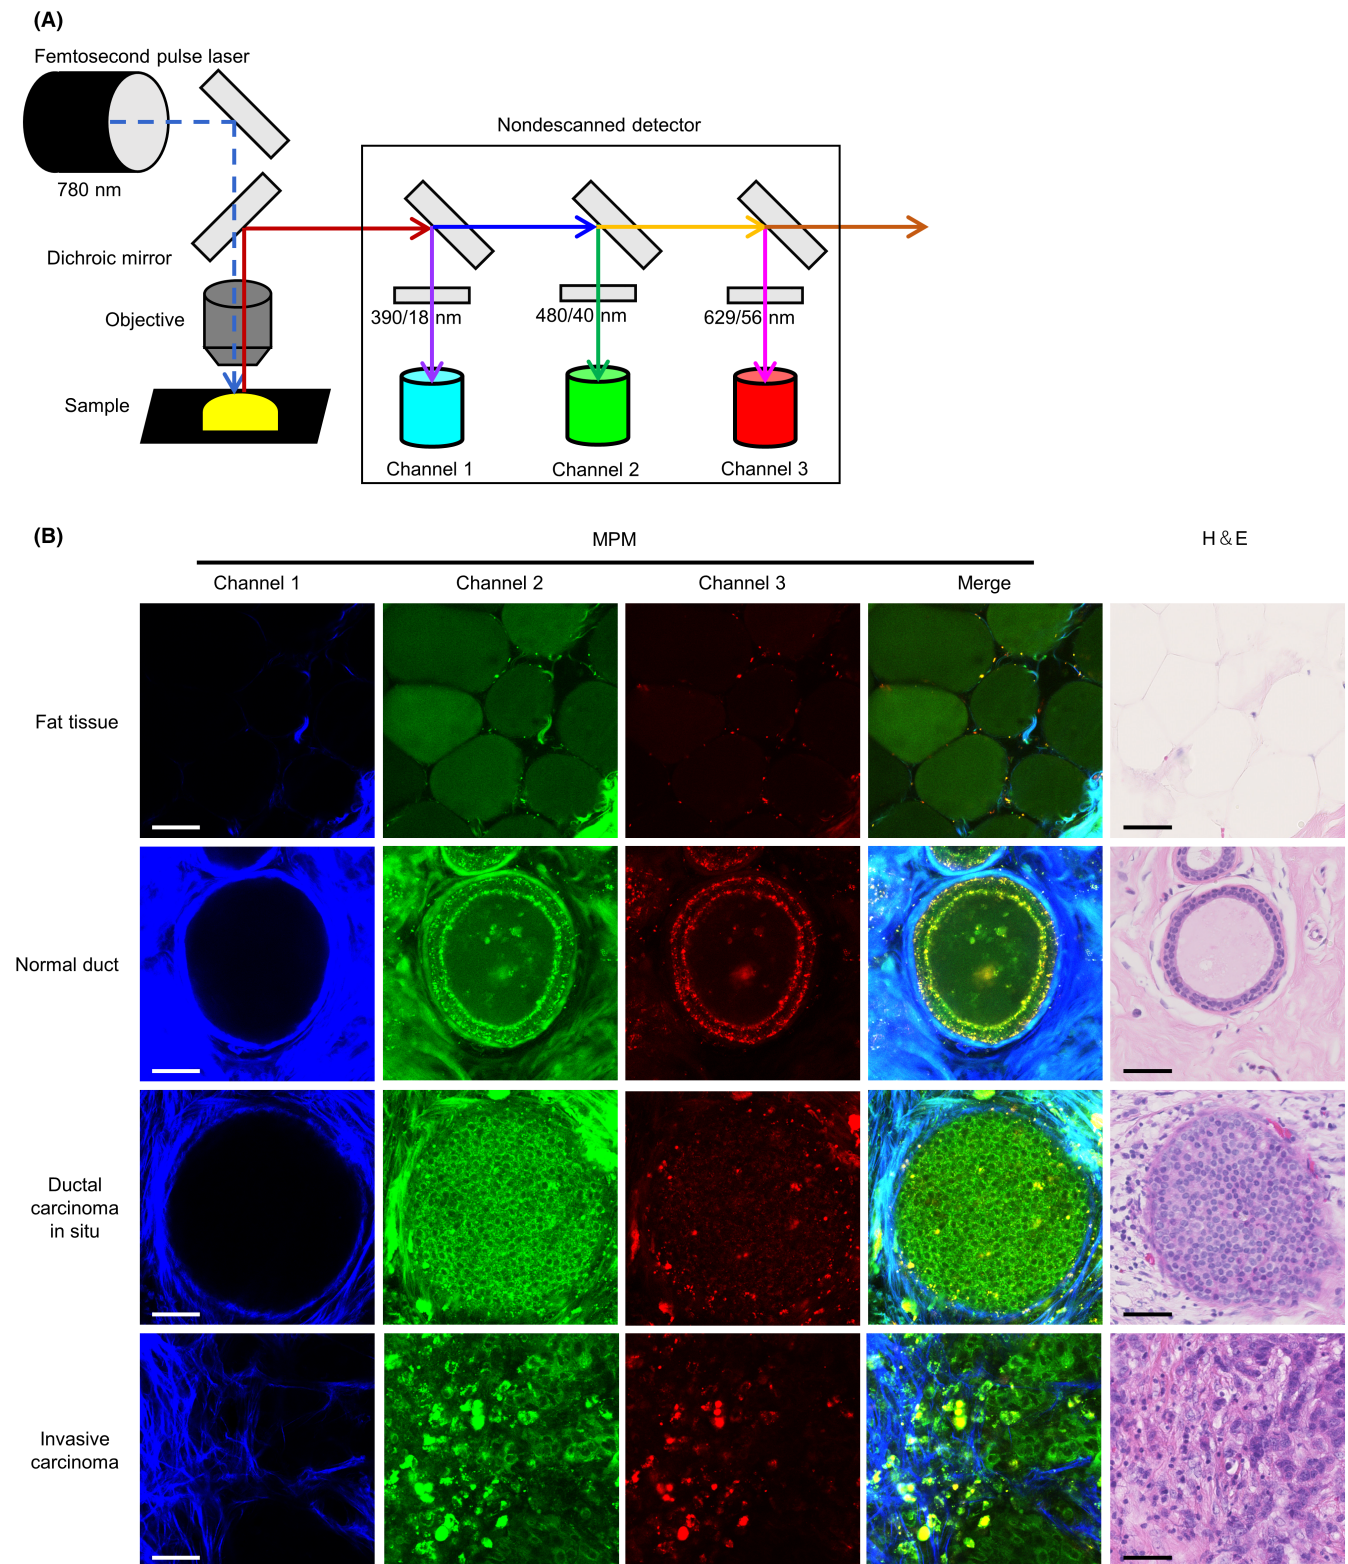 (A)
Femtosecond pulse laser
Nondescanned detector
780 nm
Dichroic mirror
Objective
390/18 nm
480/40 nm
629/56 nm
Sample
Channel 1
Channel 2
Channel 3
(B)
MPM
H&E
Channel 1
Channel 2
Channel 3
Merge
Fat tissue
Normal duct
Ductal
carcinoma
in situ
Invasive
carcinoma